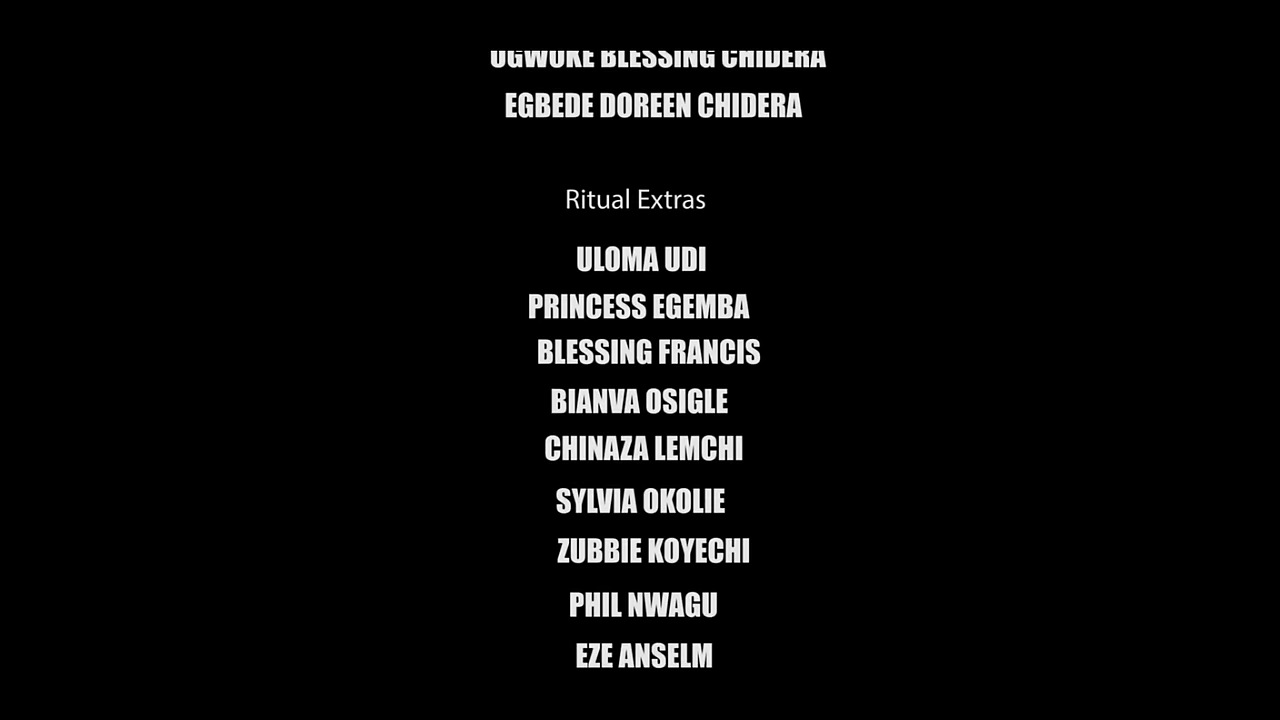 UGWUKE BLESSING CHIDERA
EGBEDE DOREEN CHIDERA
Ritual Extras
ULOMA UDI
PRINCESS EGEMBA
BLESSING FRANCIS
BIANVA OSIGLE
CHINAZA LEMCHI
SYLVIA OKOLIE
ZUBBIE KOYECHI
PHIL NWAGU
EZE ANSELM